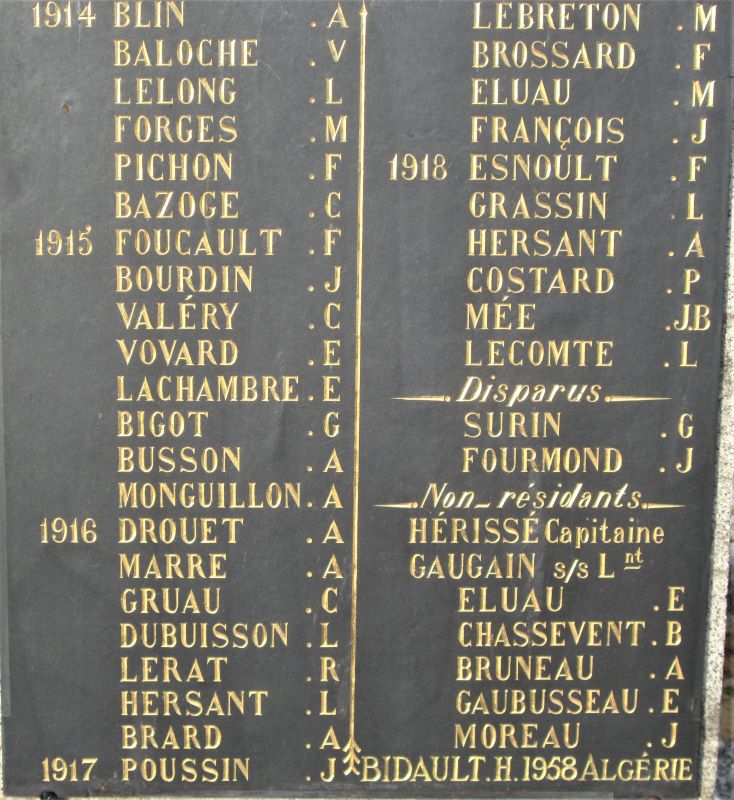 1914 BLIN . A
BALOCHE . V
LELONG . L
FORGES . M
PICHON . F
BAZOGE . C
1915 FOUCAULT . F
BOURDIN . J
VALÉRY . C
VOVARD . E
LACHAMBRE . E
BIGOT . G
BUSSON . A
MONGUILLON . A
1916 DROUET . A
MARRE . A
GRUAU . C
DUBUISSON . L
LERAT . R
HERSANT . L
BRARD . A
1917 POUSSIN . J
LEBRETON . M
BROSSARD . F
ELUAU . M
FRANÇOIS . J
1918 ESNOULT . F
GRASSIN . L
HERSANT . A
COSTARD . P
MÉE . J.B
LECOMTE . L
Disparus.
SURIN . G
FOURMOND . J
Non-résidants.
HÉRISSÉ Capitaine
GAUGAIN s/s Lnt
ELUAU . E
CHASSEVENT . B
BRUNEAU . A
GAUBUSSEAU . E
MOREAU . J
BIDAULT.H.1958 ALGÉRIE